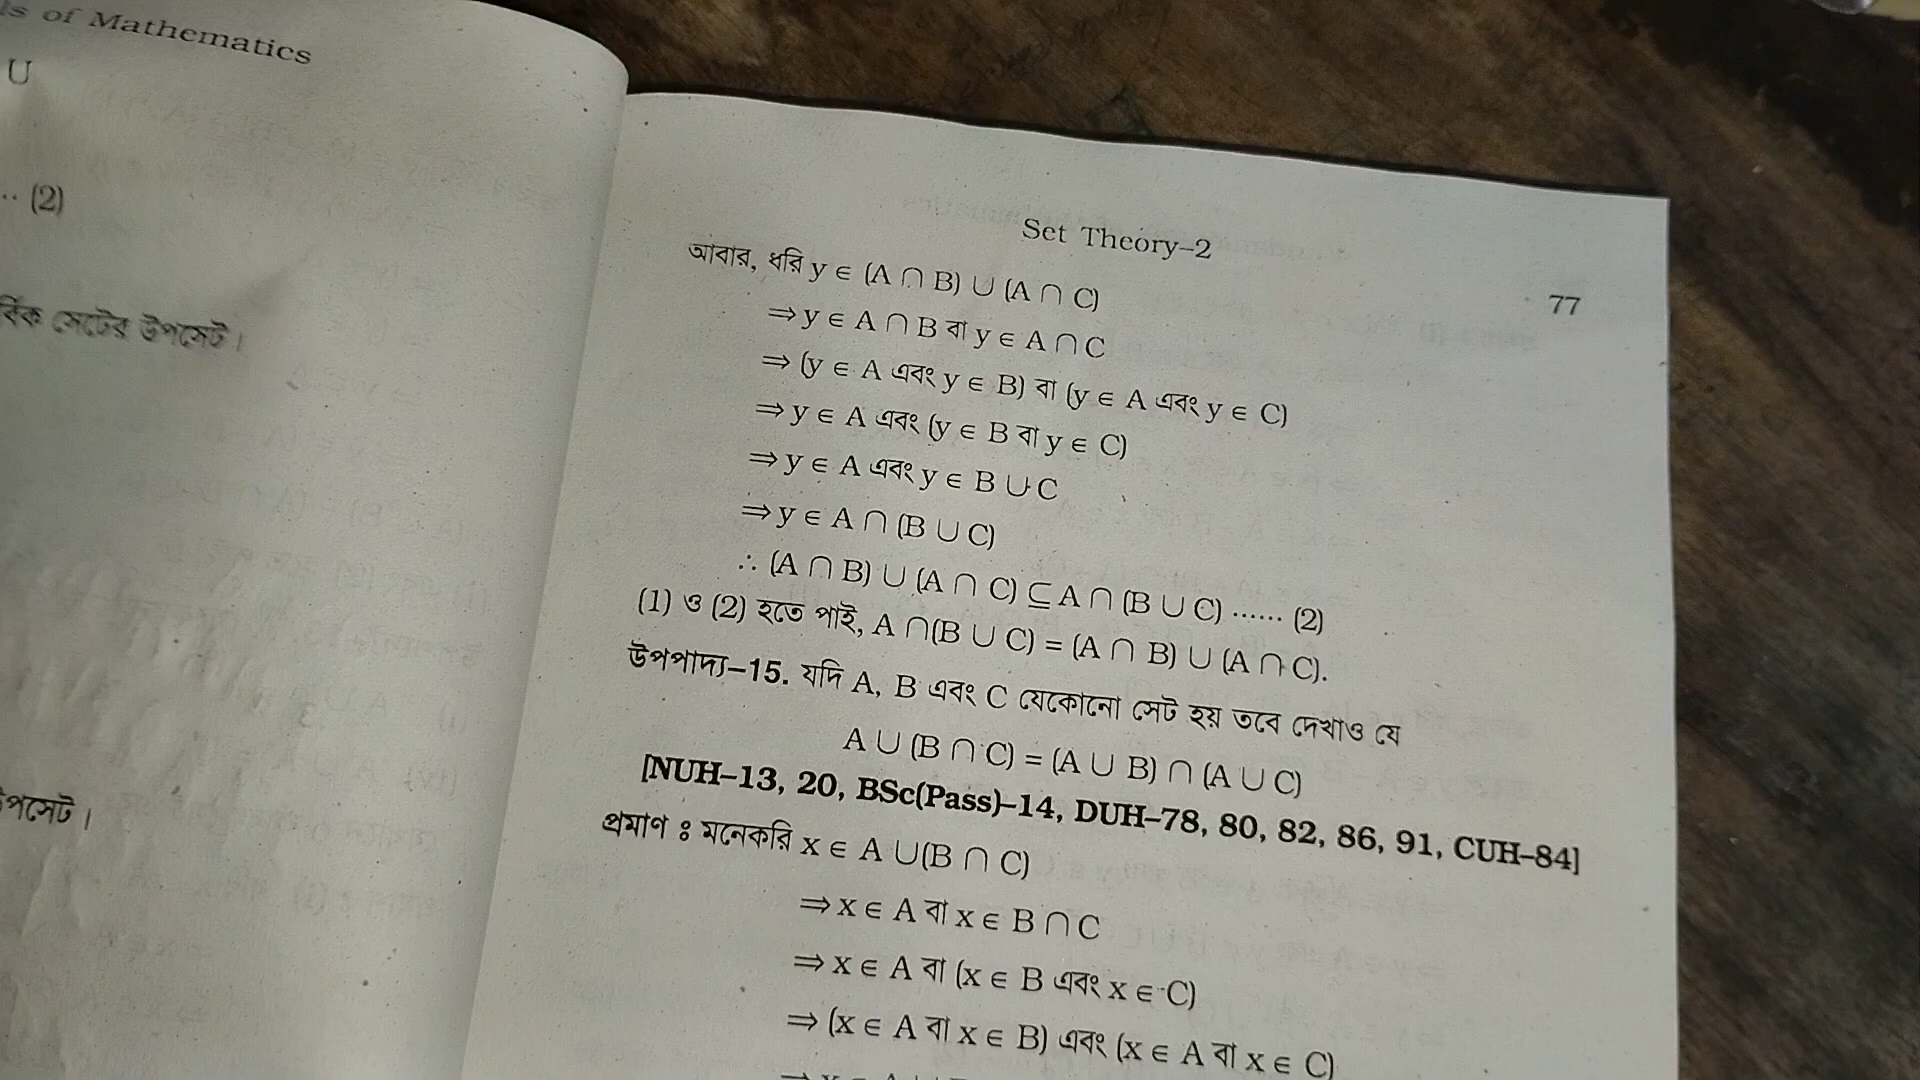 ls of Mathematics
U
.. (2)
র্বিক সেটের উপসেট।
পসেট।
Set Theory–2
77
আবার, ধরি y ∈ (A ∩ B) ∪ (A ∩ C)
⇒ y ∈ A ∩ B বা y ∈ A ∩ C
⇒ (y ∈ A এবং y ∈ B) বা (y ∈ A এবং y ∈ C)
⇒ y ∈ A এবং (y ∈ B বা y ∈ C)
⇒ y ∈ A এবং y ∈ B ∪ C
⇒ y ∈ A ∩ (B ∪ C)
∴ (A ∩ B) ∪ (A ∩ C) ⊆ A ∩ (B ∪ C) ...... (2)
(1) ও (2) হতে পাই, A ∩(B ∪ C) = (A ∩ B) ∪ (A ∩ C).
উপপাদ্য–15. যদি A, B এবং C যেকোনো সেট হয় তবে দেখাও যে
A ∪ (B ∩ C) = (A ∪ B) ∩ (A ∪ C)
[NUH–13, 20, BSc(Pass)–14, DUH–78, 80, 82, 86, 91, CUH–84]
প্রমাণ ঃ মনেকরি x ∈ A ∪(B ∩ C)
⇒ x ∈ A বা x ∈ B ∩ C
⇒ x ∈ A বা (x ∈ B এবং x ∈ C)
⇒ (x ∈ A বা x ∈ B) এবং (x ∈ A বা x ∈ C)